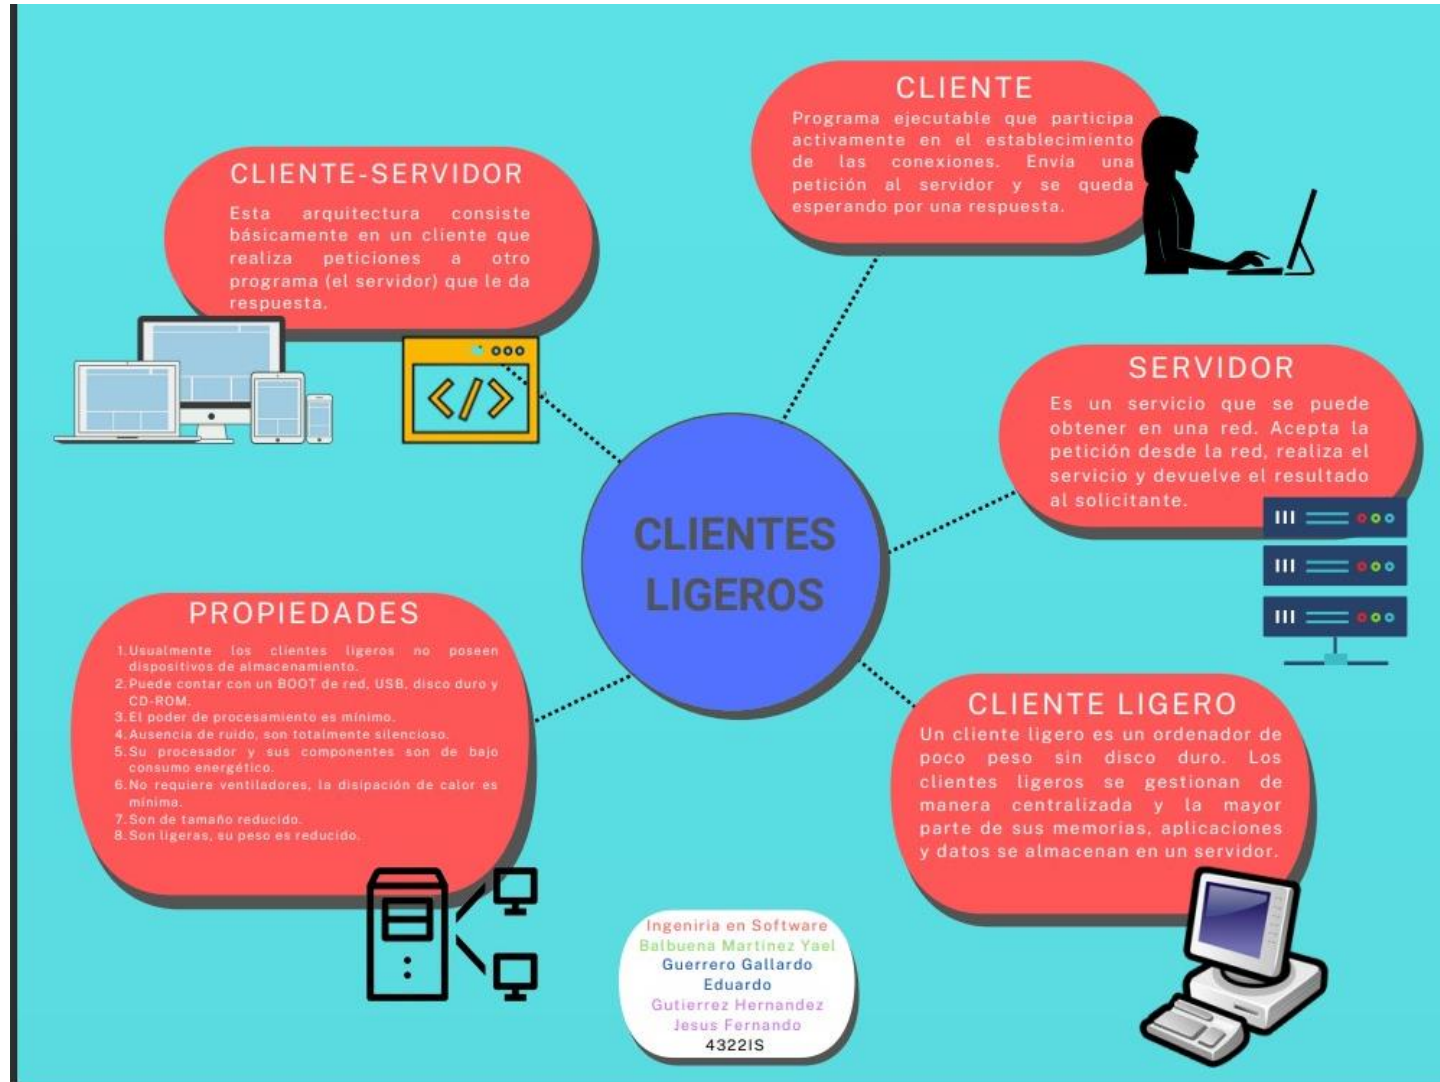 CLIENTE
Programa ejecutable que participa
activamente en el establecimiento
de las conexiones. Envía una
petición al servidor y se queda
esperando por una respuesta.
CLIENTE-SERVIDOR
Esta arquitectura consiste
básicamente en un cliente que
realiza peticiones a otro
programa (el servidor) que le da
respuesta.
SERVIDOR
Es un servicio que se puede
obtener en una red. Acepta la
petición desde la red, realiza el
servicio y devuelve el resultado
al solicitante.
CLIENTES
LIGEROS
PROPIEDADES
1. Usualmente los clientes ligeros no poseen
dispositivos de almacenamiento.
2. Puede contar con un BOOT de red, USB, disco duro y
CD-ROM.
3. El poder de procesamiento es mínimo.
4. Ausencia de ruido, son totalmente silencioso.
5. Su procesador y sus componentes son de bajo
consumo energético.
6. No requiere ventiladores, la disipación de calor es
mínima.
7. Son de tamaño reducido.
8. Son ligeras, su peso es reducido.
CLIENTE LIGERO
Un cliente ligero es un ordenador de
poco peso sin disco duro. Los
clientes ligeros se gestionan de
manera centralizada y la mayor
parte de sus memorias, aplicaciones
y datos se almacenan en un servidor.
Ingeniria en Software
Balbuena Martinez Yael
Guerrero Gallardo
Eduardo
Gutierrez Hernandez
Jesus Fernando
4322IS